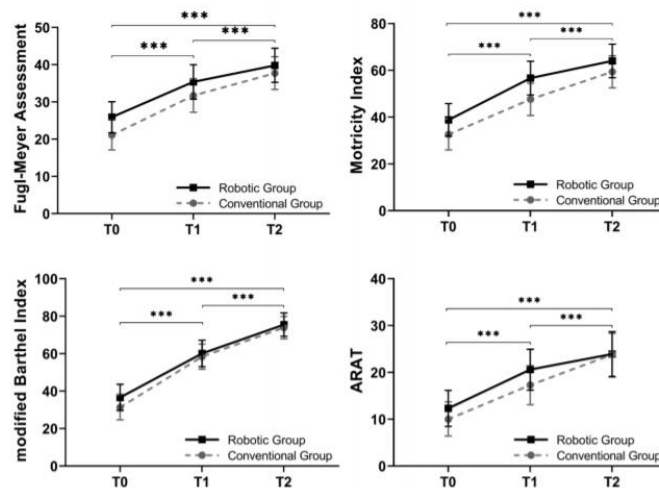 Fugl-Meyer Assessment
50
40
30
20
10
0
***
***
***
Robotic Group
Conventional Group
T0 T1 T2
Motricity Index
80
60
40
20
0
***
***
***
Robotic Group
Conventional Group
T0 T1 T2
modified Barthel Index
100
80
60
40
20
0
***
***
***
Robotic Group
Conventional Group
T0 T1 T2
ARAT
40
30
20
10
0
***
***
***
Robotic Group
Conventional Group
T0 T1 T2